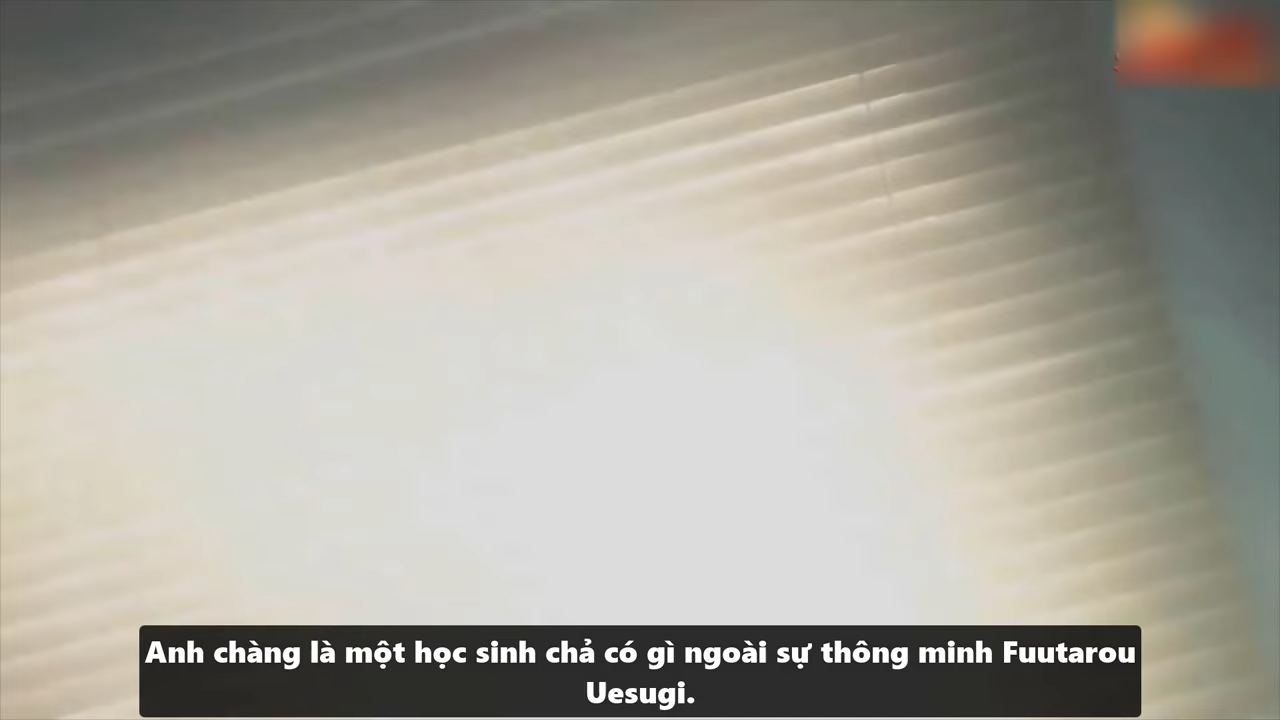 Anh chàng là một học sinh chả có gì ngoài sự thông minh Fuutarou
Uesugi.